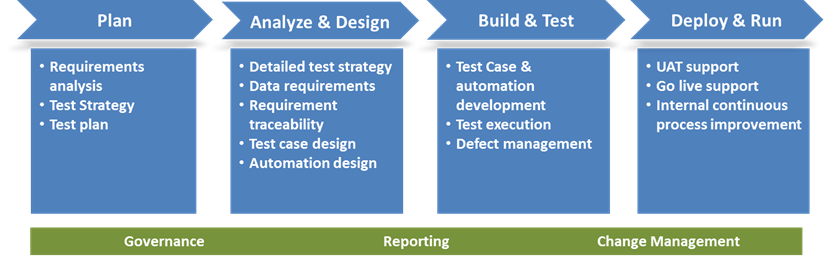 Plan
Analyze & Design
Build & Test
Deploy & Run
• Requirements
analysis
• Test Strategy
• Test plan
• Detailed test strategy
• Data requirements
• Requirement
traceability
• Test case design
• Automation design
• Test Case &
automation
development
• Test execution
• Defect management
• UAT support
• Go live support
• Internal continuous
process improvement
Governance
Reporting
Change Management